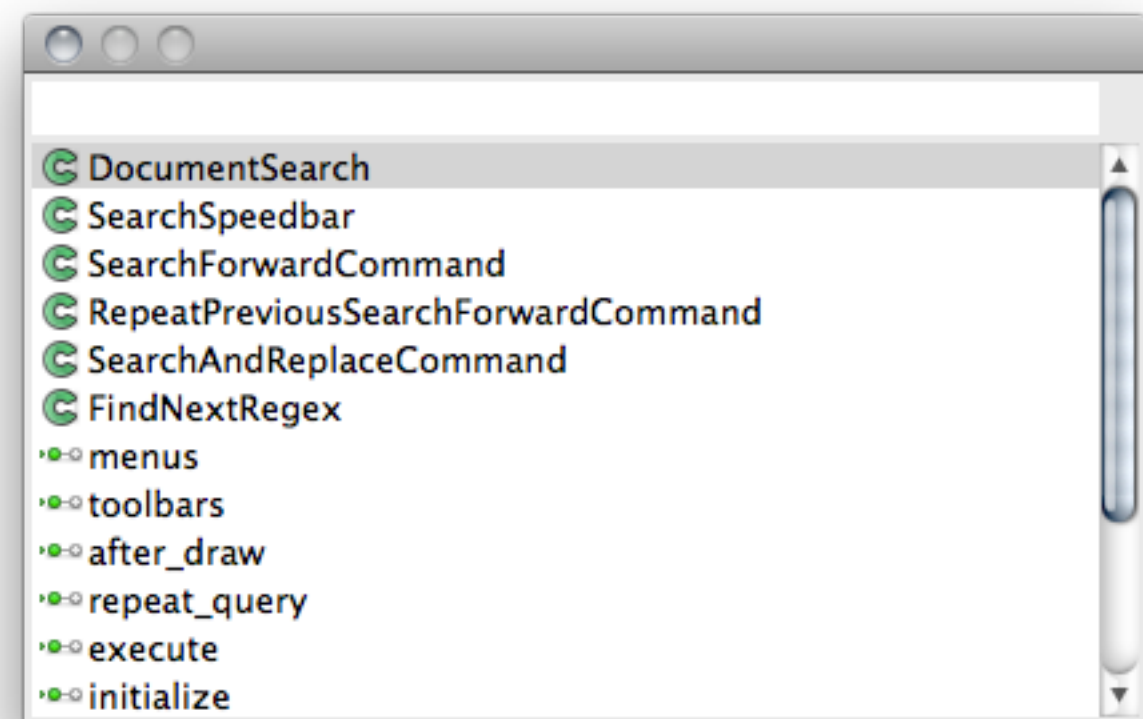 DocumentSearch
SearchSpeedbar
SearchForwardCommand
RepeatPreviousSearchForwardCommand
SearchAndReplaceCommand
FindNextRegex
menus
toolbars
after_draw
repeat_query
execute
initialize